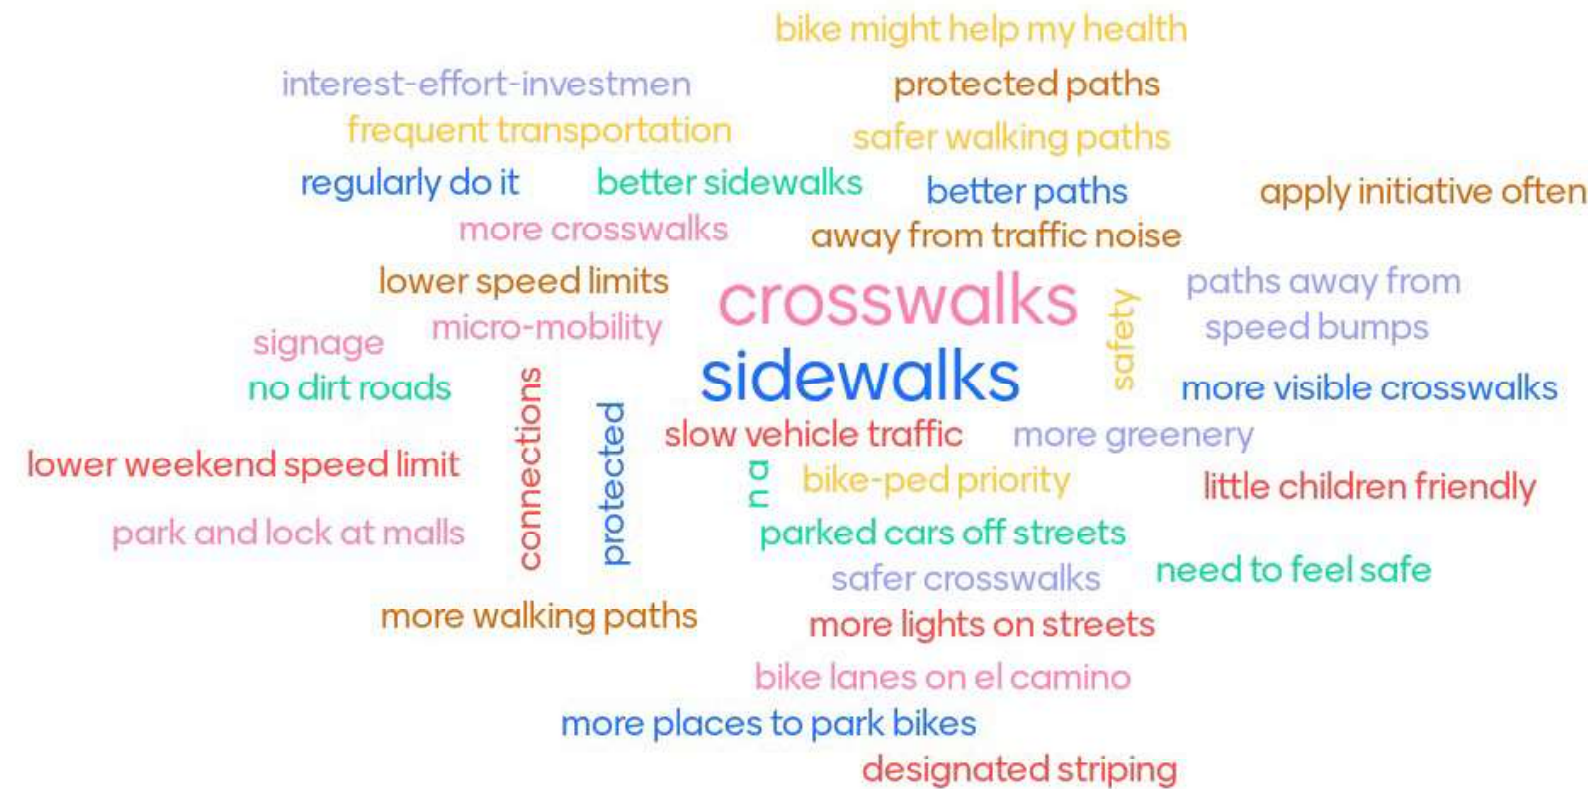 bike might help my health
interest-effort-investmen
protected paths
frequent transportation
safer walking paths
regularly do it
better sidewalks
better paths
apply initiative often
more crosswalks
away from traffic noise
lower speed limits
crosswalks
paths away from
safety
micro-mobility
speed bumps
signage
sidewalks
no dirt roads
more visible crosswalks
connections
protected
slow vehicle traffic
more greenery
lower weekend speed limit
n a
bike-ped priority
little children friendly
park and lock at malls
parked cars off streets
safer crosswalks
need to feel safe
more walking paths
more lights on streets
bike lanes on el camino
more places to park bikes
designated striping